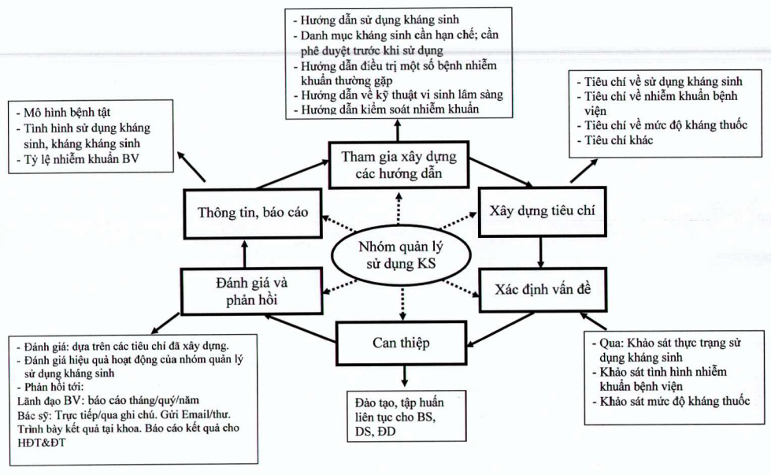 - Hướng dẫn sử dụng kháng sinh
- Danh mục kháng sinh cần hạn chế; cần
phê duyệt trước khi sử dụng
- Hướng dẫn điều trị một số bệnh nhiễm
khuẩn thường gặp
- Hướng dẫn về kỹ thuật vi sinh lâm sàng
- Hướng dẫn kiểm soát nhiễm khuẩn
- Tiêu chí về sử dụng kháng sinh
- Tiêu chí về nhiễm khuẩn bệnh
viện
- Tiêu chí về mức độ kháng thuốc
- Tiêu chí khác
- Mô hình bệnh tật
- Tình hình sử dụng kháng
sinh, kháng kháng sinh
- Tỷ lệ nhiễm khuẩn BV
Tham gia xây dựng
các hướng dẫn
Thông tin, báo cáo
Xây dựng tiêu chí
Nhóm quản lý
sử dụng KS
Đánh giá và
phản hồi
Xác định vấn đề
Can thiệp
- Đánh giá: dựa trên các tiêu chí đã xây dựng.
- Đánh giá hiệu quả hoạt động của nhóm quản lý
sử dụng kháng sinh
- Phản hồi tới:
Lãnh đạo BV: báo cáo tháng/quý/năm
Bác sỹ: Trực tiếp/qua ghi chú. Gửi Email/thư.
Trình bày kết quả tại khoa. Báo cáo kết quả cho
HĐT&ĐT
Đào tạo, tập huấn
liên tục cho BS,
DS, ĐD
- Qua: Khảo sát thực trạng sử
dụng kháng sinh
- Khảo sát tình hình nhiễm
khuẩn bệnh viện
- Khảo sát mức độ kháng thuốc